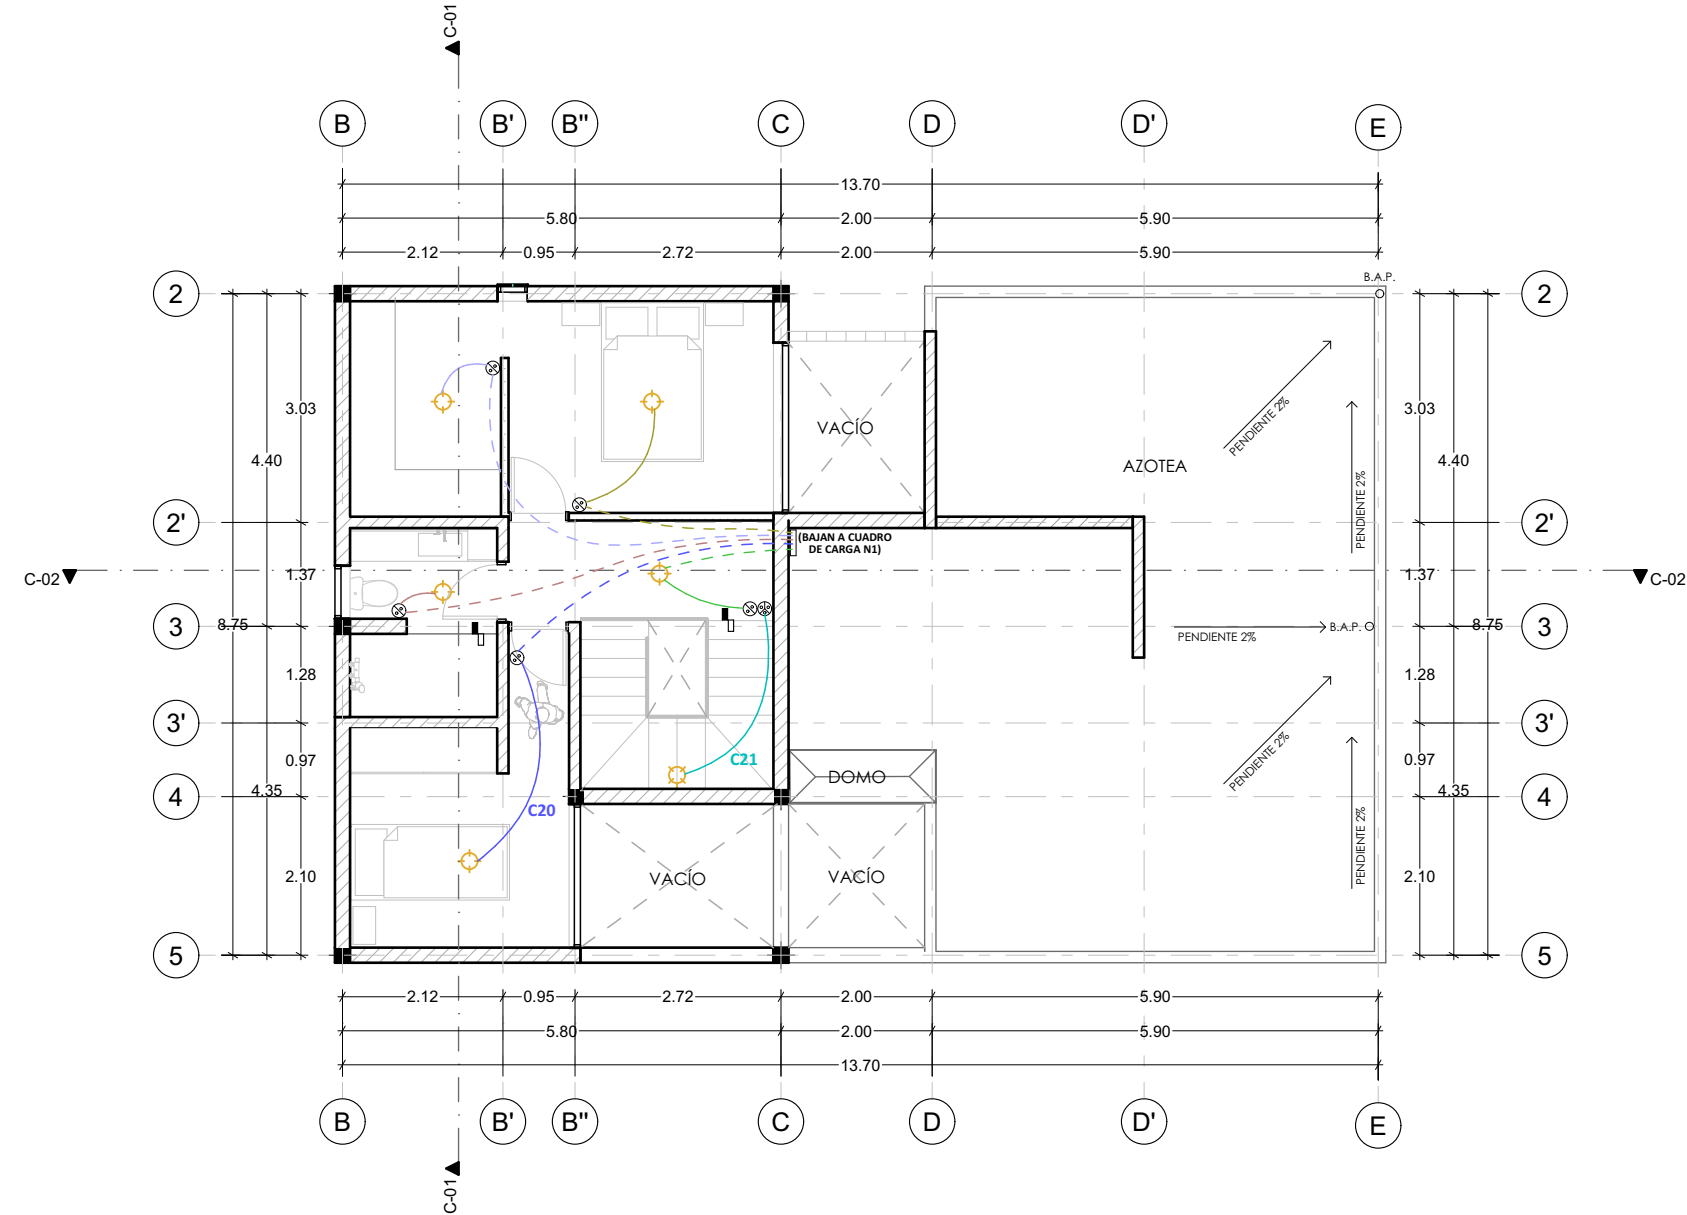 C-01
B B' B'' C D D' E
13.70
5.80 2.00 5.90
2.12 0.95 2.72 2.00 5.90
B.A.P.
2 2
3.03 3.03
PENDIENTE 2%
VACÍO
4.40 4.40
AZOTEA
PENDIENTE 2%
2' 2'
(BAJAN A CUADRO
DE CARGA N1)
C-02 1.37 1.37 C-02
3 8.75 B.A.P. 8.75 3
PENDIENTE 2%
1.28 1.28
3' 3'
0.97 C21 PENDIENTE 2% 0.97
DOMO
4 4.35 4.35 4
C20
PENDIENTE 2%
2.10 VACÍO VACÍO 2.10
5 5
2.12 0.95 2.72 2.00 5.90
5.80 2.00 5.90
13.70
B B' B'' C D D' E
C-01